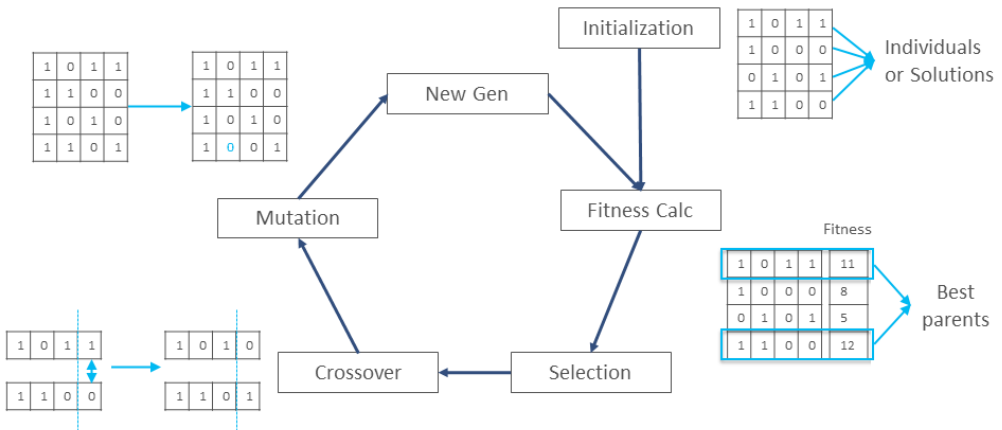 Initialization
1 0 1 1
1 0 0 0
0 1 0 1
1 1 0 0
Individuals
or Solutions
1 0 1 1
1 1 0 0
1 0 1 0
1 1 0 1
1 0 1 1
1 1 0 0
1 0 1 0
1 0 0 1
New Gen
Mutation
Fitness Calc
Fitness
1 0 1 1 11
1 0 0 0 8
0 1 0 1 5
1 1 0 0 12
Best
parents
1 0 1 1
1 1 0 0
1 0 1 0
1 1 0 1
Crossover
Selection